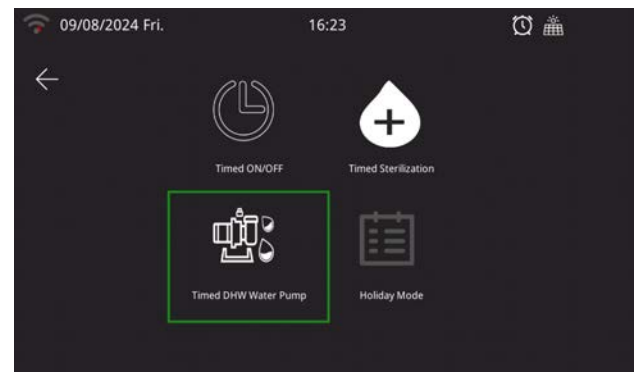 09/08/2024 Fri. 16:23
Timed ON/OFF Timed Sterilization
Timed DHW Water Pump Holiday Mode